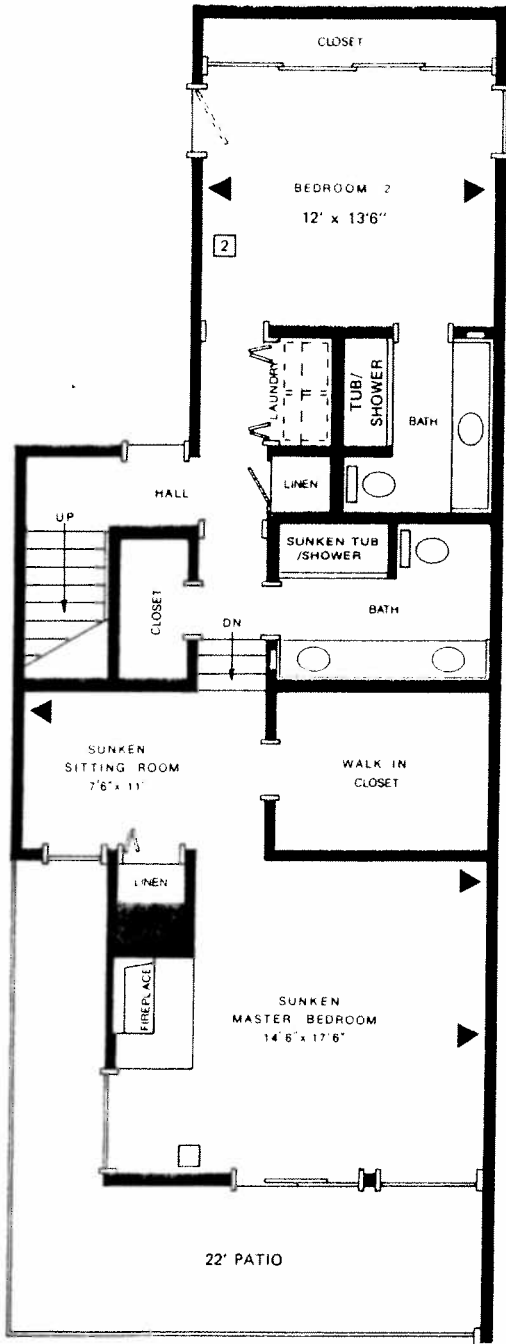 CLOSET
BEDROOM 2
12' x 13'6"
2
LAUNDRY
TUB/
SHOWER
BATH
LINEN
HALL
UP
SUNKEN TUB
/SHOWER
CLOSET
BATH
DN
SUNKEN
SITTING ROOM
7'6" x 11'
WALK IN
CLOSET
LINEN
FIREPLACE
SUNKEN
MASTER BEDROOM
14'6" x 17'6"
22' PATIO